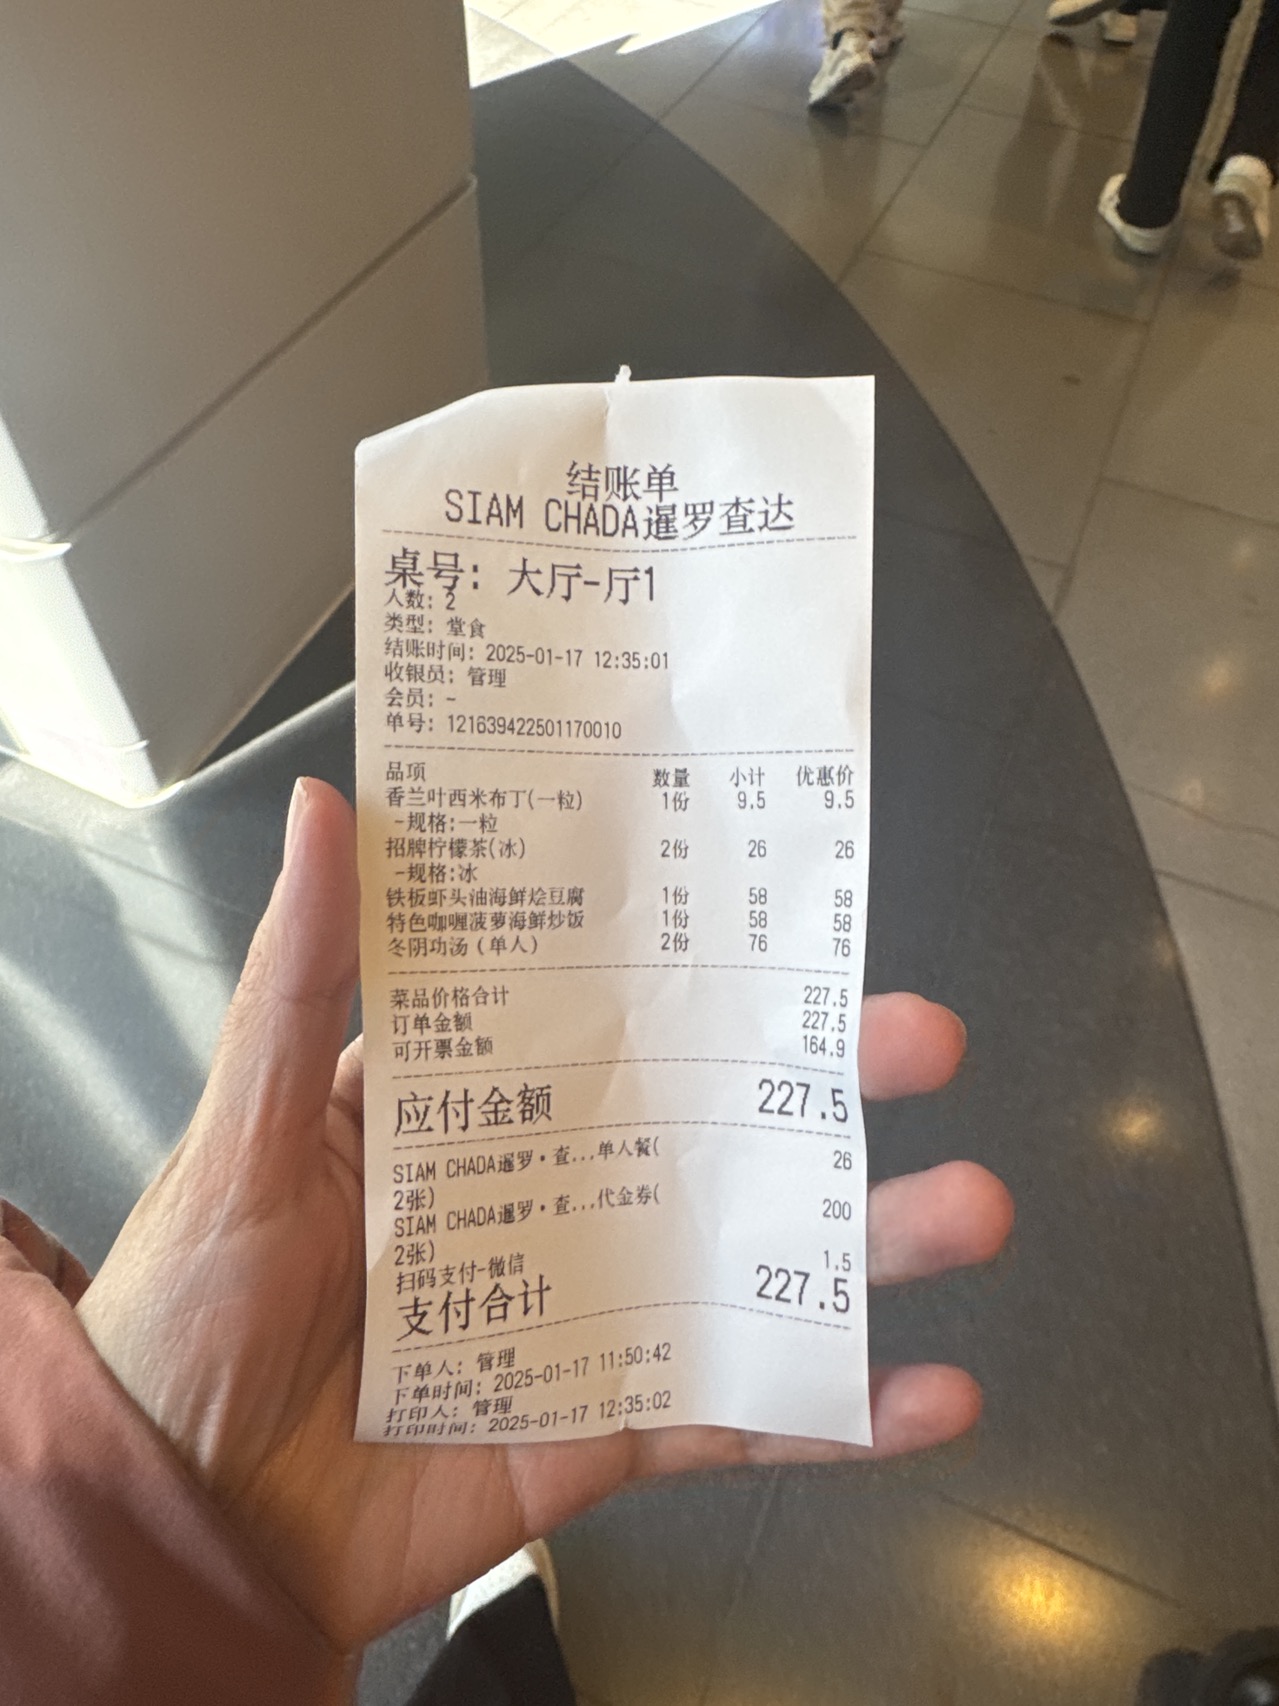 结账单
SIAM CHADA暹罗查达
桌号: 大厅-厅1
人数: 2
类型: 堂食
结账时间: 2025-01-17 12:35:01
收银员: 管理
会员: -
单号: 121639422501170010
品项 数量 小计 优惠价
香兰叶西米布丁(一粒) 1份 9.5 9.5
-规格:一粒
招牌柠檬茶(冰) 2份 26 26
-规格:冰
铁板虾头油海鲜烩豆腐 1份 58 58
特色咖喱菠萝海鲜炒饭 1份 58 58
冬阴功汤(单人) 2份 76 76
菜品价格合计 227.5
订单金额 227.5
可开票金额 164.9
应付金额 227.5
SIAM CHADA暹罗·查...单人餐( 26
2张)
SIAM CHADA暹罗·查...代金券( 200
2张)
扫码支付-微信 1.5
支付合计 227.5
下单人: 管理
下单时间: 2025-01-17 11:50:42
打印人: 管理
打印时间: 2025-01-17 12:35:02